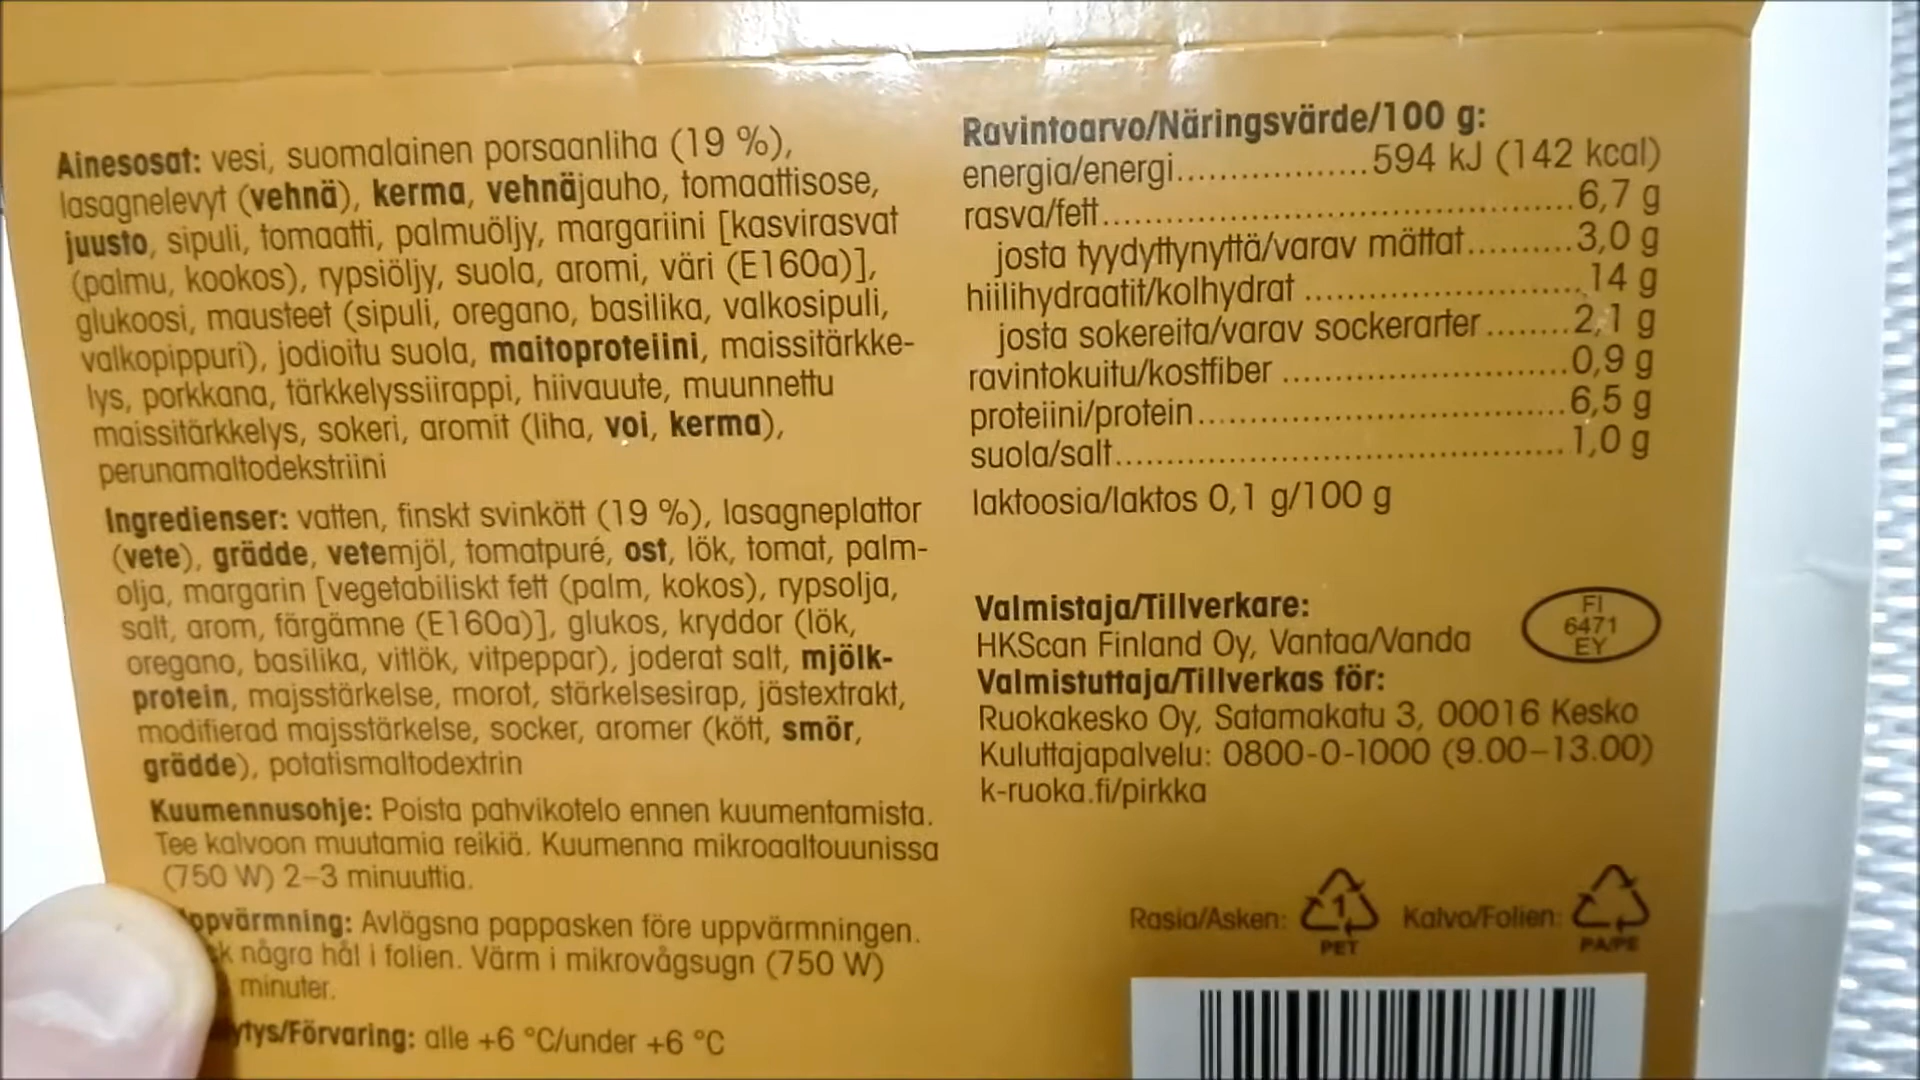 Ainesosat: vesi, suomalainen porsaanliha (19 %),
lasagnelevyt (vehnä), kerma, vehnäjauho, tomaattisose,
juusto, sipuli, tomaatti, palmuöljy, margariini [kasvirasvat
(palmu, kookos), rypsiöljy, suola, aromi, väri (E160a)],
glukoosi, mausteet (sipuli, oregano, basilika, valkosipuli,
valkopippuri), jodioitu suola, maitoproteiini, maissitärkke-
lys, porkkana, tärkkelyssiirappi, hiivauute, muunnettu
maissitärkkelys, sokeri, aromit (liha, voi, kerma),
perunamaltodekstriini
Ingredienser: vatten, finskt svinkött (19 %), lasagneplattor
(vete), grädde, vetemjöl, tomatpuré, ost, lök, tomat, palm-
olja, margarin [vegetabiliskt fett (palm, kokos), rypsolja,
salt, arom, färgämne (E160a)], glukos, kryddor (lök,
oregano, basilika, vitlök, vitpeppar), joderat salt, mjölk-
protein, majsstärkelse, morot, stärkelsesirap, jästextrakt,
modifierad majsstärkelse, socker, aromer (kött, smör,
grädde), potatismaltodextrin
Kuumennusohje: Poista pahvikotelo ennen kuumentamista.
Tee kalvoon muutamia reikiä. Kuumenna mikroaaltouunissa
(750 W) 2–3 minuuttia.
ppvärmning: Avlägsna pappasken före uppvärmningen.
k några hål i folien. Värm i mikrovågsugn (750 W)
minuter.
ytys/Förvaring: alle +6 °C/under +6 °C
Ravintoarvo/Näringsvärde/100 g:
energia/energi..................594 kJ (142 kcal)
rasva/fett............................................6,7 g
josta tyydyttynyttä/varav mättat..........3,0 g
hiilihydraatit/kolhydrat..........................14 g
josta sokereita/varav sockerarter........2,1 g
ravintokuitu/kostfiber..........................0,9 g
proteiini/protein..................................6,5 g
suola/salt..........................................1,0 g
laktoosia/laktos 0,1 g/100 g
Valmistaja/Tillverkare:
HKScan Finland Oy, Vantaa/Vanda
FI
6471
EY
Valmistuttaja/Tillverkas för:
Ruokakesko Oy, Satamakatu 3, 00016 Kesko
Kuluttajapalvelu: 0800-0-1000 (9.00–13.00)
k-ruoka.fi/pirkka
Rasia/Asken: 1 PET Kalvo/Folien: PA/PE